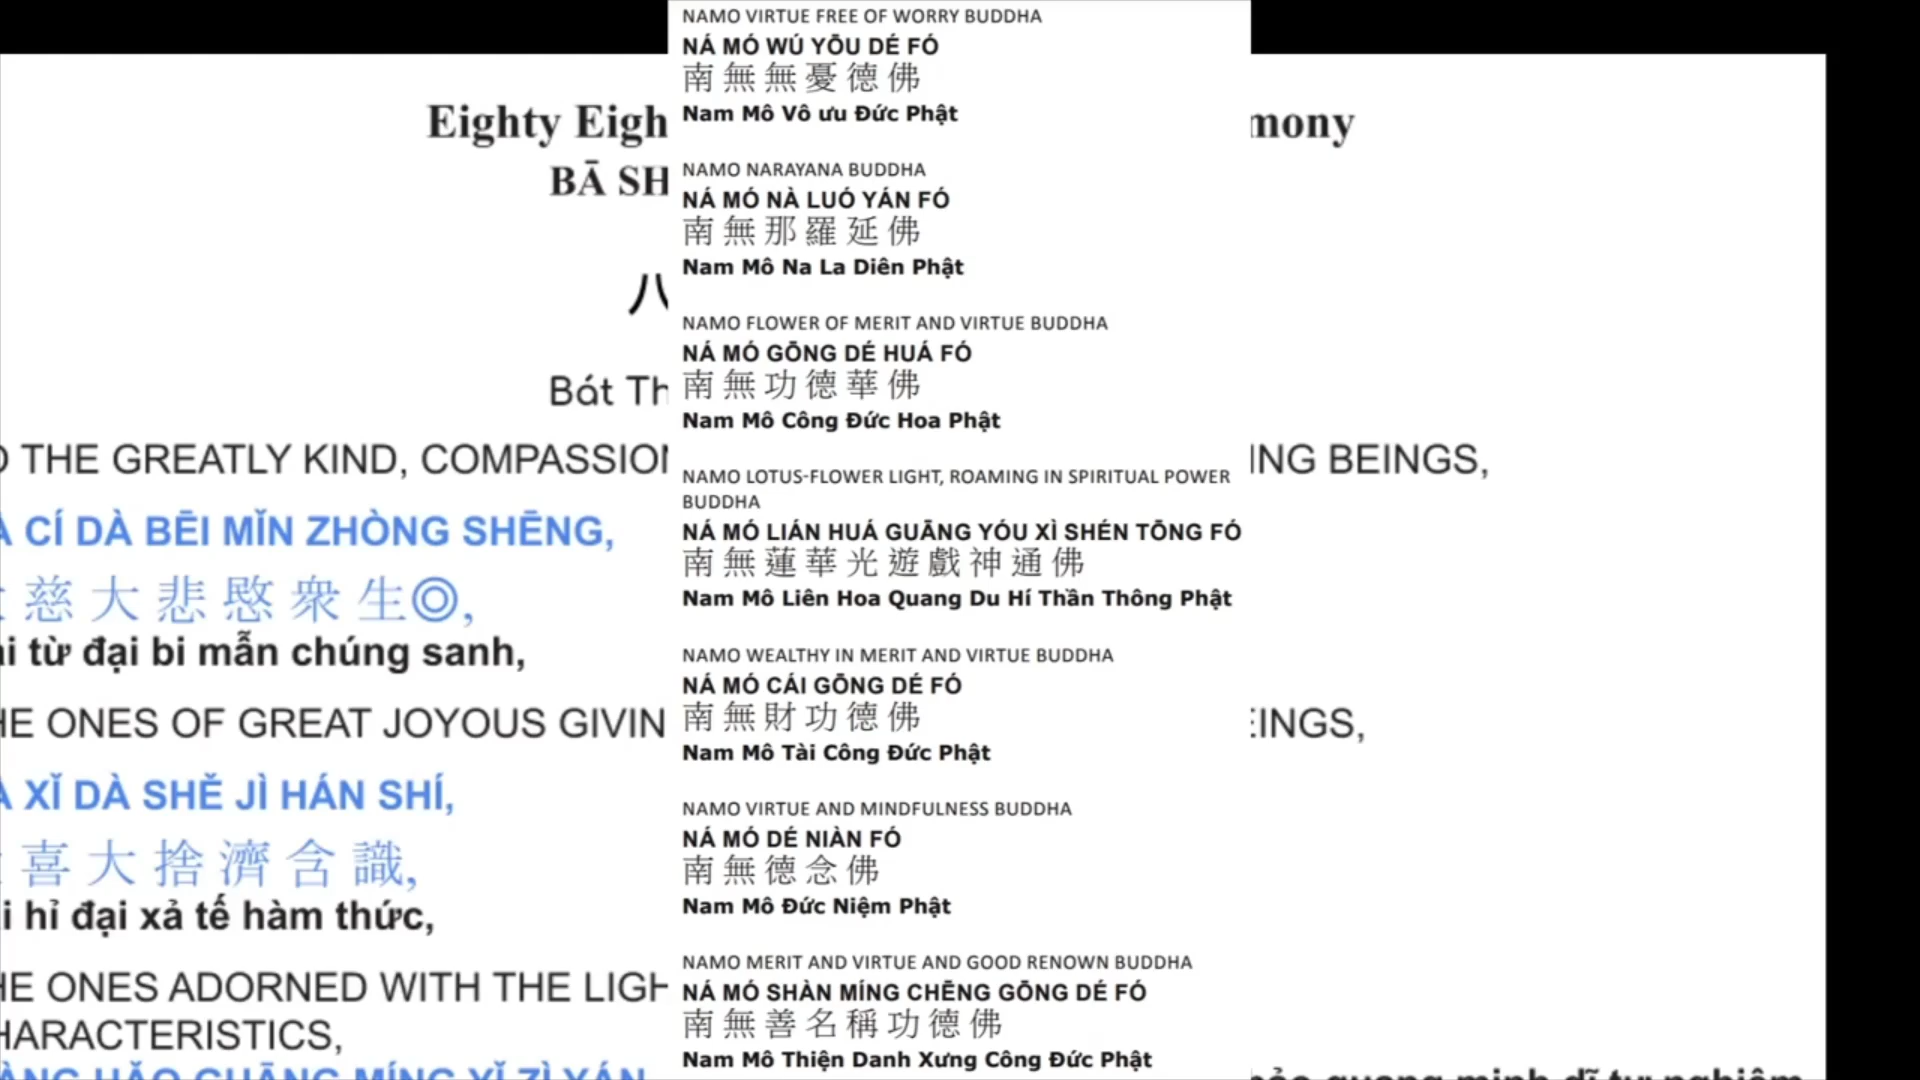 NAMO VIRTUE FREE OF WORRY BUDDHA
NÁ MÓ WÚ YŌU DÉ FÓ
南無無憂德佛
Nam Mô Vô ưu Đức Phật
NAMO NARAYANA BUDDHA
NÁ MÓ NÀ LUÓ YÁN FÓ
南無那羅延佛
Nam Mô Na La Diên Phật
NAMO FLOWER OF MERIT AND VIRTUE BUDDHA
NÁ MÓ GŌNG DÉ HUÁ FÓ
南無功德華佛
Nam Mô Công Đức Hoa Phật
NAMO LOTUS-FLOWER LIGHT, ROAMING IN SPIRITUAL POWER
BUDDHA
NÁ MÓ LIÁN HUÁ GUĀNG YÓU XÌ SHÉN TŌNG FÓ
南無蓮華光遊戲神通佛
Nam Mô Liên Hoa Quang Du Hí Thần Thông Phật
NAMO WEALTHY IN MERIT AND VIRTUE BUDDHA
NÁ MÓ CÁI GŌNG DÉ FÓ
南無財功德佛
Nam Mô Tài Công Đức Phật
NAMO VIRTUE AND MINDFULNESS BUDDHA
NÁ MÓ DÉ NIÀN FÓ
南無德念佛
Nam Mô Đức Niệm Phật
NAMO MERIT AND VIRTUE AND GOOD RENOWN BUDDHA
NÁ MÓ SHÀN MÍNG CHĒNG GŌNG DÉ FÓ
南無善名稱功德佛
Nam Mô Thiện Danh Xưng Công Đức Phật
Eighty Eigh mony
BĀ SH
八
Bát Th
THE GREATLY KIND, COMPASSION ING BEINGS,
CÍ DÀ BĒI MǏN ZHÒNG SHĒNG,
慈大悲愍衆生◎,
từ đại bi mẫn chúng sanh,
HE ONES OF GREAT JOYOUS GIVIN EINGS,
XǏ DÀ SHĚ JÌ HÁN SHÍ,
喜大捨濟含識,
hỉ đại xả tế hàm thức,
HE ONES ADORNED WITH THE LIGH
HARACTERISTICS,
HǍO GUĀNG MÍNG YǏ ZÌ YÁN
quang minh dĩ tự nghiêm